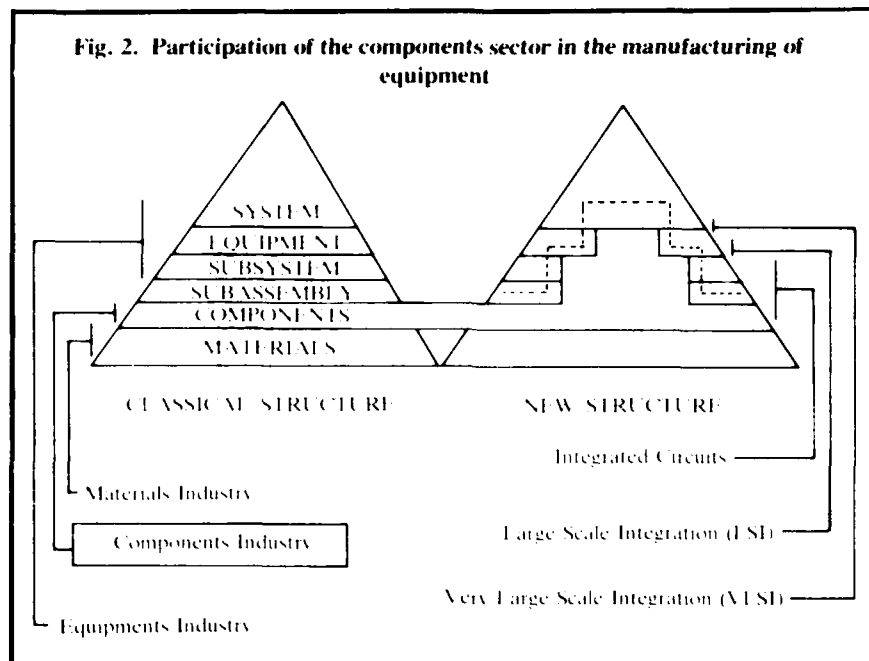 Fig. 2. Participation of the components sector in the manufacturing of
equipment
SYSTEM
EQUIPMENT
SUBSYSTEM
SUBASSEMBLY
COMPONENTS
MATERIALS
CLASSICAL STRUCTURE
NEW STRUCTURE
Integrated Circuits
Materials Industry
Components Industry
Large Scale Integration (LSI)
Very Large Scale Integration (VLSI)
Equipments Industry